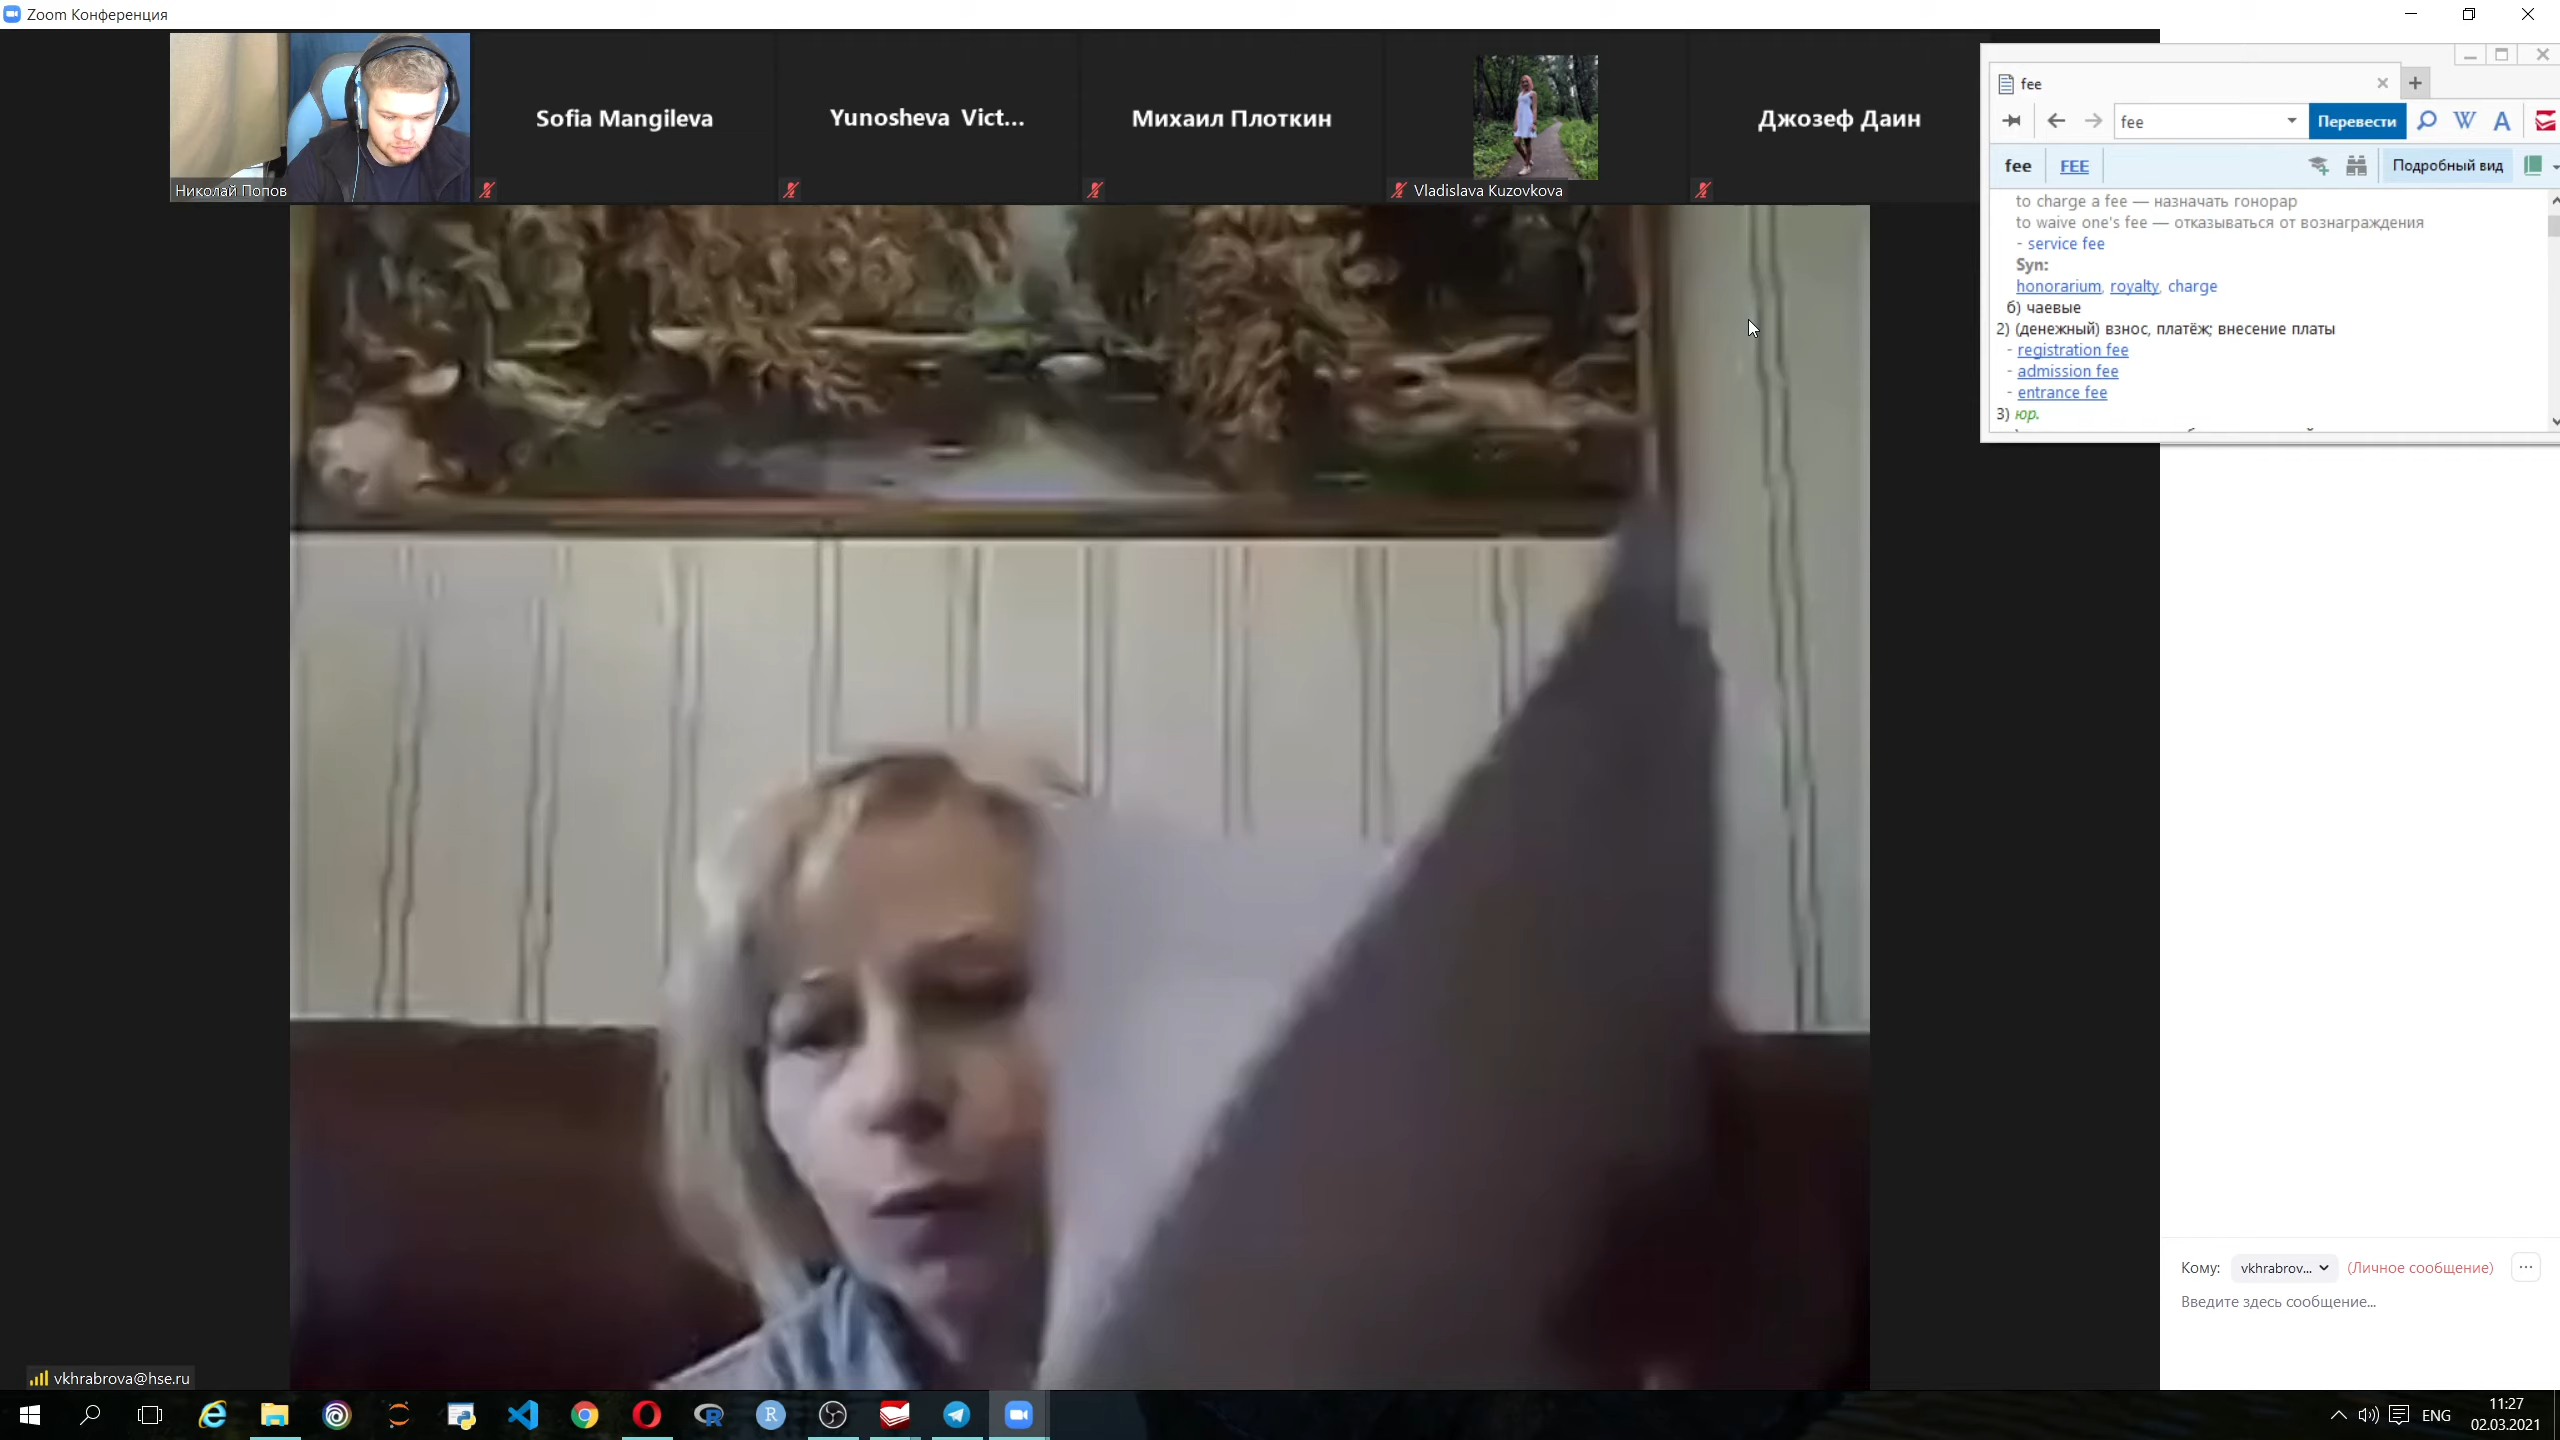 Zoom Конференция
Николай Попов
Sofia Mangileva
Yunosheva Vict...
Михаил Плоткин
Vladislava Kuzovkova
Джозеф Даин
fee
fee
Перевести
W
A
fee
FEE
Подробный вид
to charge a fee — назначать гонорар
to waive one's fee — отказываться от вознаграждения
- service fee
Syn:
honorarium, royalty, charge
б) чаевые
2) (денежный) взнос, платёж; внесение платы
- registration fee
- admission fee
- entrance fee
3) юр.
Кому:
vkhrabrov...
(Личное сообщение)
Введите здесь сообщение...
vkhrabrova@hse.ru
ENG
11:27
02.03.2021